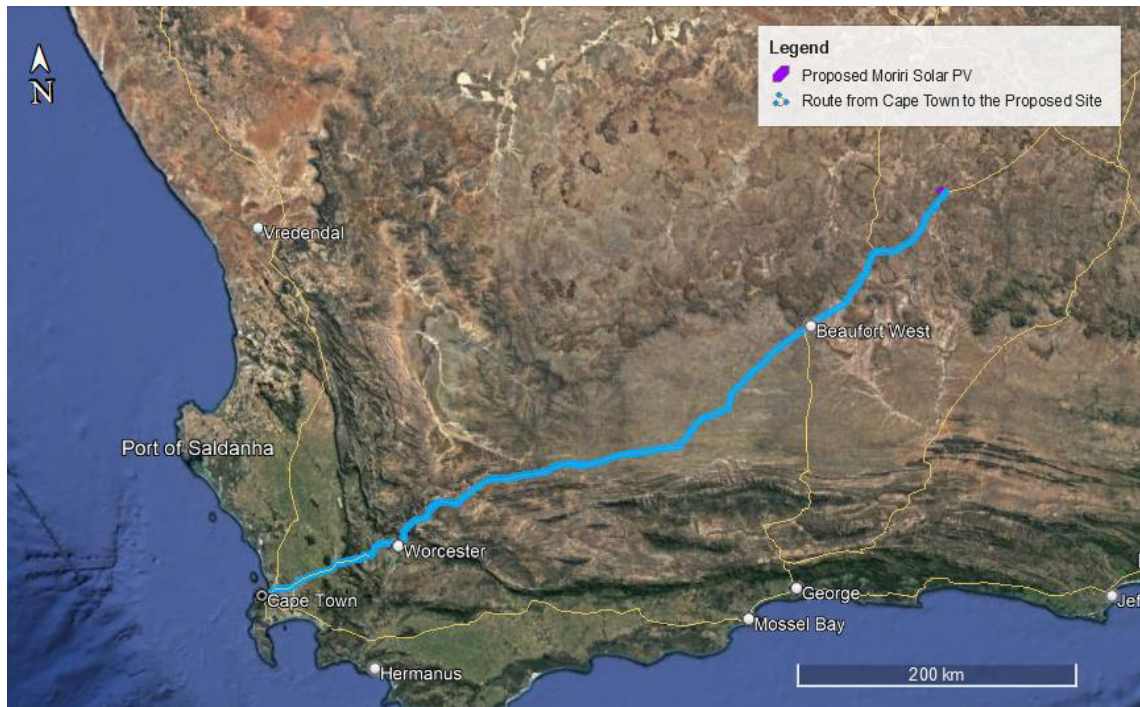 Legend
Proposed Moriri Solar PV
Route from Cape Town to the Proposed Site
N
Vredendal
Beaufort West
Port of Saldanha
Worcester
Cape Town
George
Jef
Mossel Bay
Hermanus
200 km